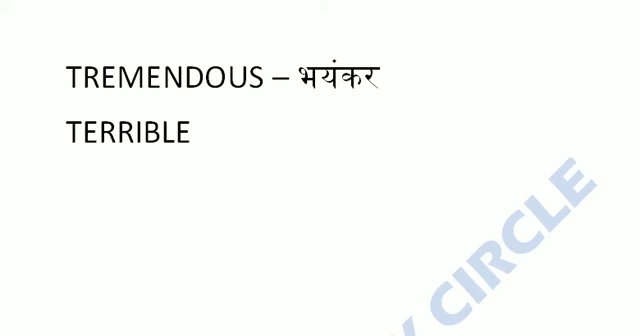 TREMENDOUS – भयंकर
TERRIBLE
CIRCLE